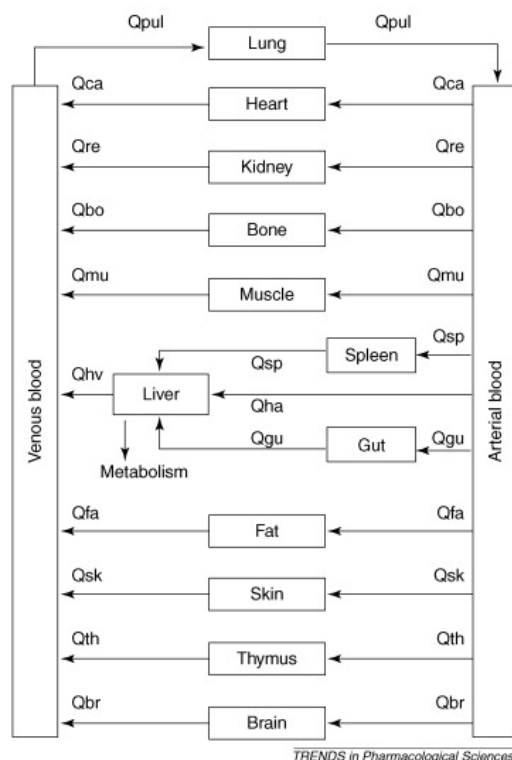 Qpul Lung Qpul
Qca Heart Qca
Qre Kidney Qre
Qbo Bone Qbo
Qmu Muscle Qmu
Qsp Spleen Qsp
Qhv Liver Qha
Qgu Gut Qgu
Metabolism
Venous blood
Arterial blood
Qfa Fat Qfa
Qsk Skin Qsk
Qth Thymus Qth
Qbr Brain Qbr
TRENDS in Pharmacological Sciences